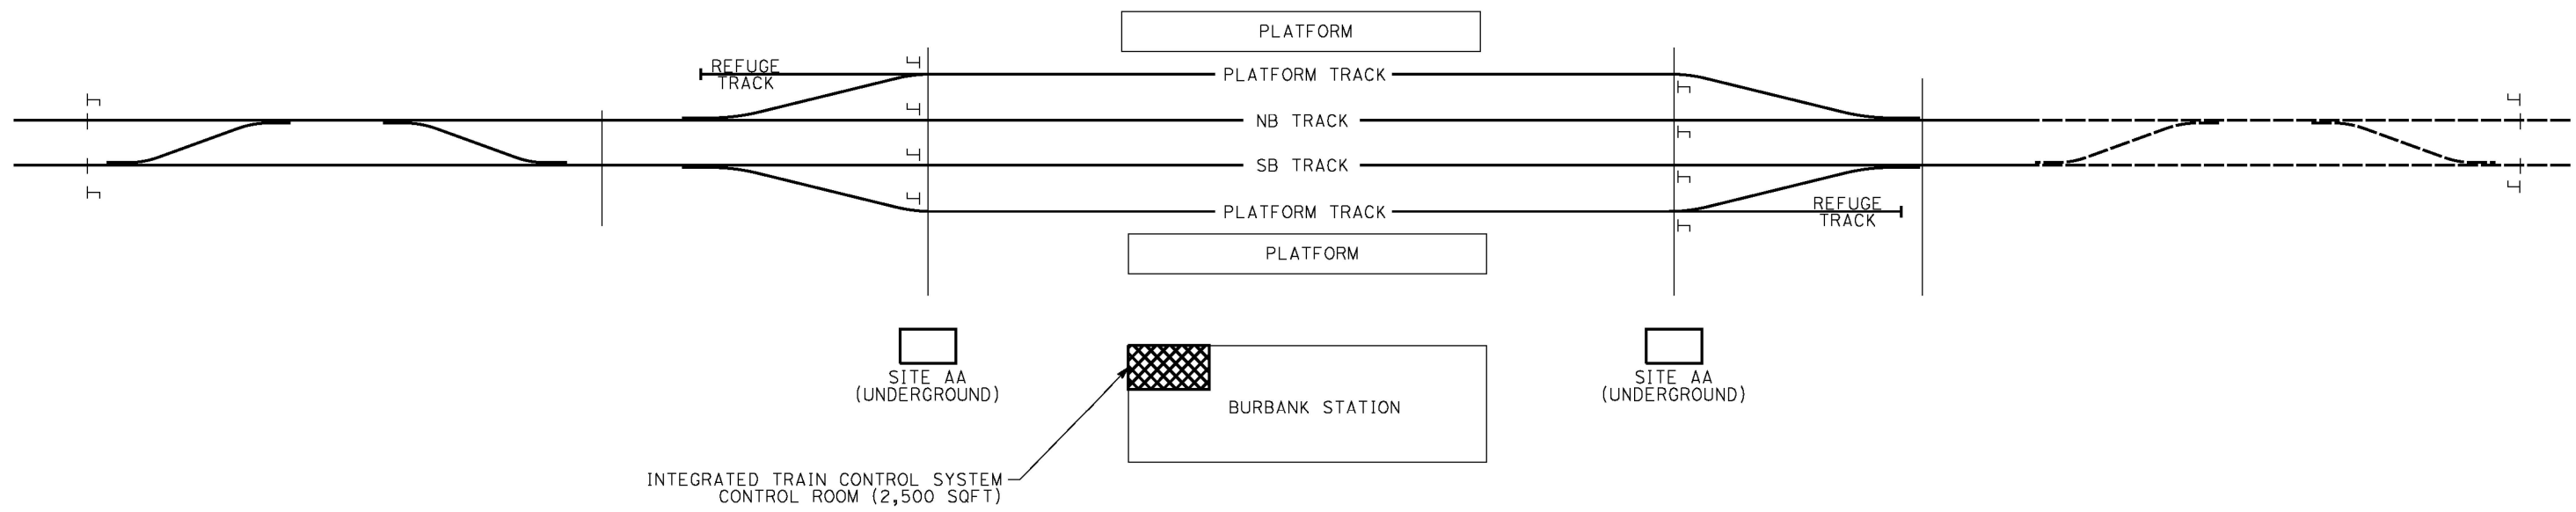 PLATFORM
REFUGE
TRACK
PLATFORM TRACK
NB TRACK
SB TRACK
PLATFORM TRACK
REFUGE
TRACK
PLATFORM
SITE AA
(UNDERGROUND)
SITE AA
(UNDERGROUND)
BURBANK STATION
INTEGRATED TRAIN CONTROL SYSTEM
CONTROL ROOM (2,500 SQFT)